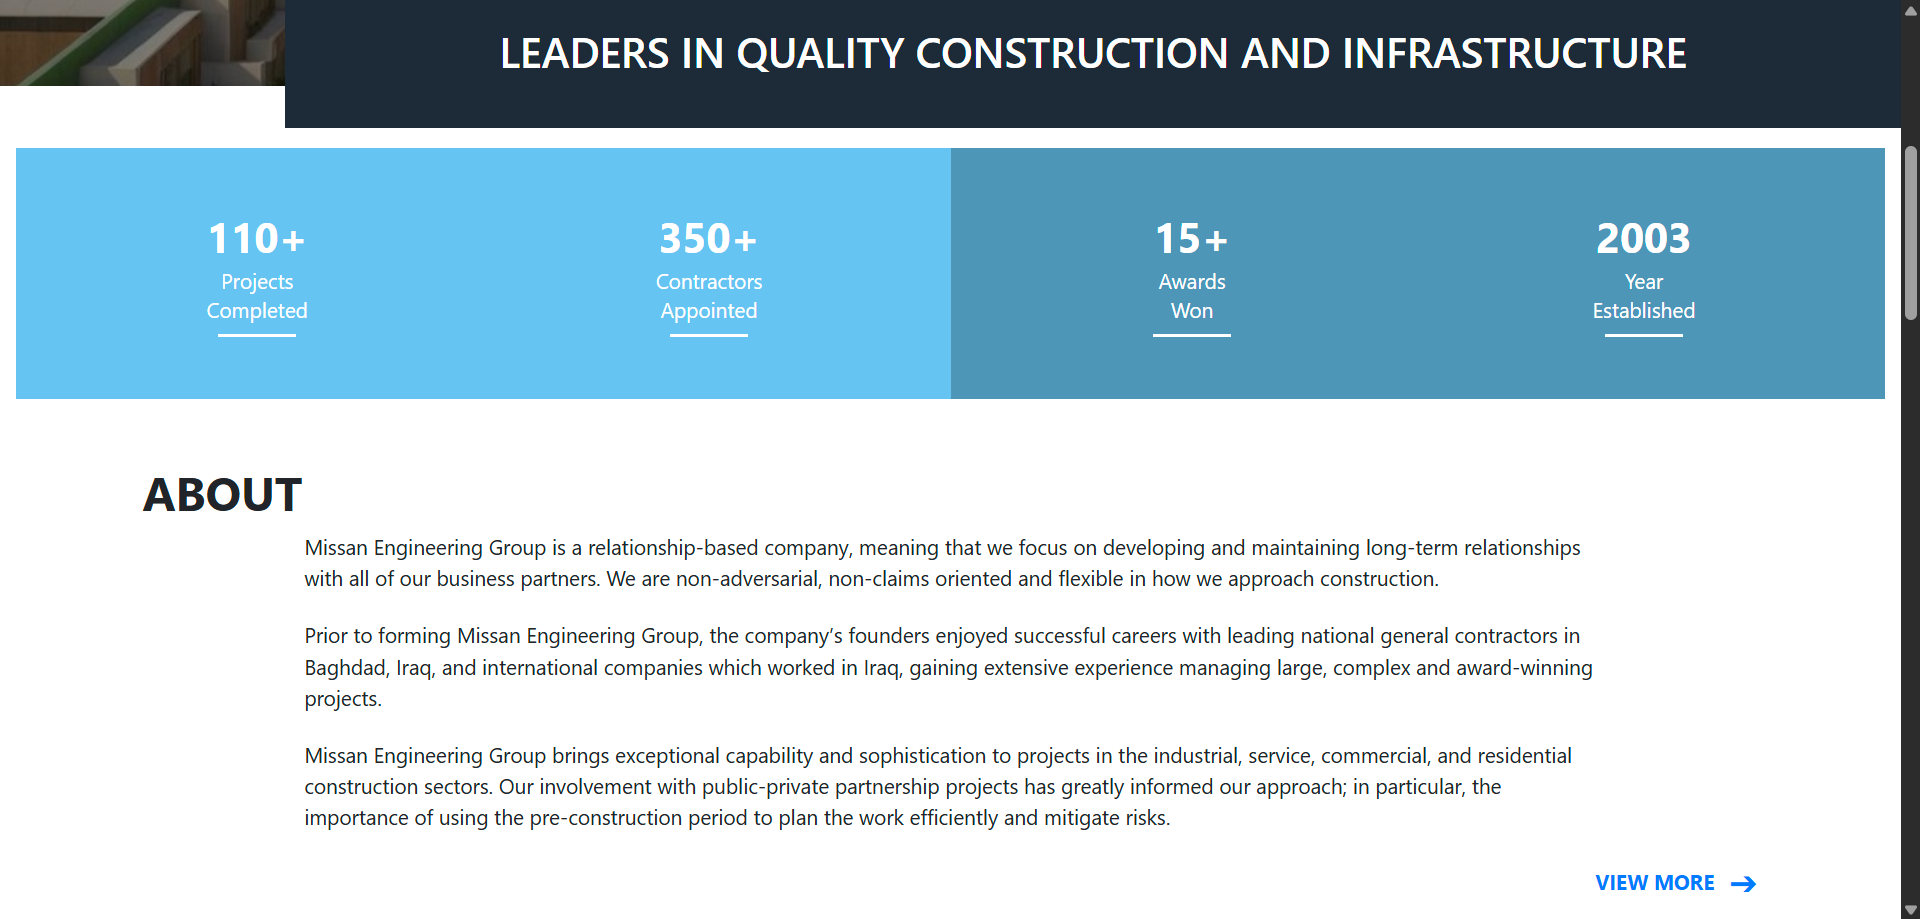 LEADERS IN QUALITY CONSTRUCTION AND INFRASTRUCTURE
110+
Projects
Completed
350+
Contractors
Appointed
15+
Awards
Won
2003
Year
Established
ABOUT
Missan Engineering Group is a relationship-based company, meaning that we focus on developing and maintaining long-term relationships
with all of our business partners. We are non-adversarial, non-claims oriented and flexible in how we approach construction.
Prior to forming Missan Engineering Group, the company’s founders enjoyed successful careers with leading national general contractors in
Baghdad, Iraq, and international companies which worked in Iraq, gaining extensive experience managing large, complex and award-winning
projects.
Missan Engineering Group brings exceptional capability and sophistication to projects in the industrial, service, commercial, and residential
construction sectors. Our involvement with public-private partnership projects has greatly informed our approach; in particular, the
importance of using the pre-construction period to plan the work efficiently and mitigate risks.
VIEW MORE